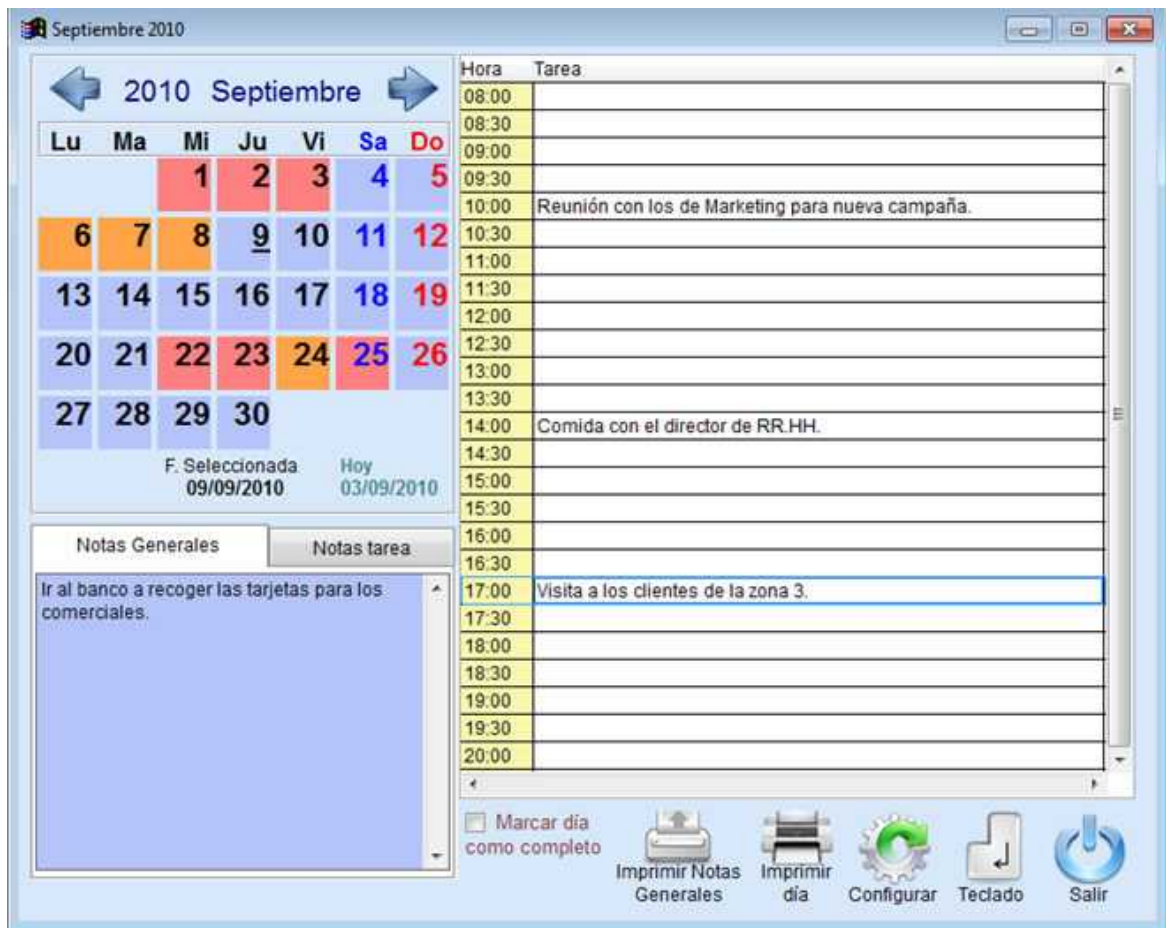 Septiembre 2010
2010 Septiembre
Lu Ma Mi Ju Vi Sa Do
1 2 3 4 5
6 7 8 9 10 11 12
13 14 15 16 17 18 19
20 21 22 23 24 25 26
27 28 29 30
F. Seleccionada Hoy
09/09/2010 03/09/2010
Notas Generales Notas tarea
Ir al banco a recoger las tarjetas para los
comerciales.
Hora Tarea
08:00
08:30
09:00
09:30
10:00 Reunión con los de Marketing para nueva campaña.
10:30
11:00
11:30
12:00
12:30
13:00
13:30
14:00 Comida con el director de RR.HH.
14:30
15:00
15:30
16:00
16:30
17:00 Visita a los clientes de la zona 3.
17:30
18:00
18:30
19:00
19:30
20:00
Marcar día
como completo
Imprimir Notas
Generales
Imprimir
día
Configurar
Teclado
Salir